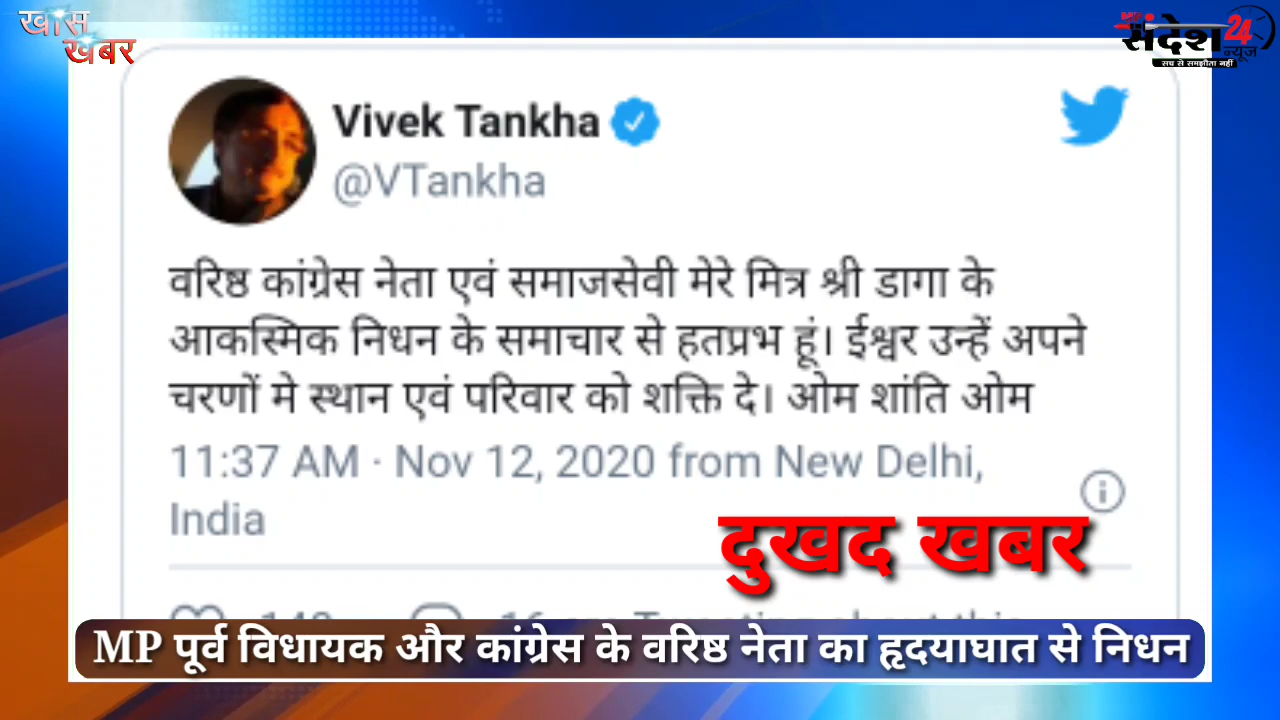 खास
खबर
संदेश 24
न्यूज
सच से समझौता नहीं
Vivek Tankha
@VTankha
वरिष्ठ कांग्रेस नेता एवं समाजसेवी मेरे मित्र श्री डागा के
आकस्मिक निधन के समाचार से हतप्रभ हूं। ईश्वर उन्हें अपने
चरणों मे स्थान एवं परिवार को शक्ति दे। ओम शांति ओम
11:37 AM · Nov 12, 2020 from New Delhi,
India
दुखद खबर
MP पूर्व विधायक और कांग्रेस के वरिष्ठ नेता का हृदयाघात से निधन